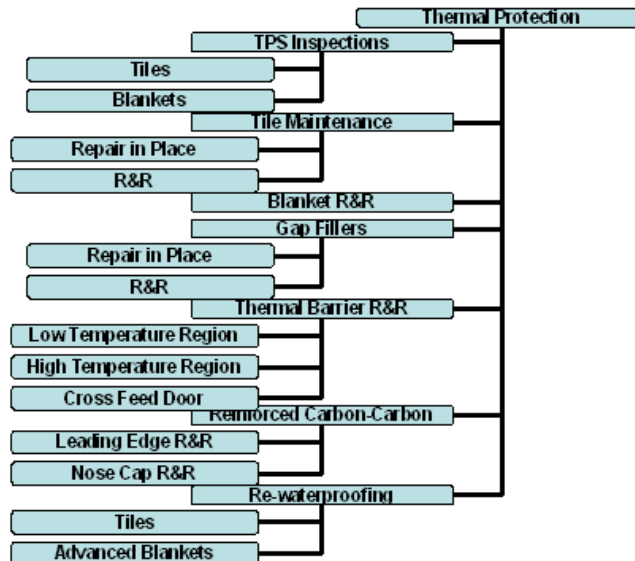 Thermal Protection
TPS Inspections
Tiles
Blankets
Tile Maintenance
Repair in Place
R&R
Blanket R&R
Gap Fillers
Repair in Place
R&R
Thermal Barrier R&R
Low Temperature Region
High Temperature Region
Cross Feed Door
Reinforced Carbon-Carbon
Leading Edge R&R
Nose Cap R&R
Re-waterproofing
Tiles
Advanced Blankets